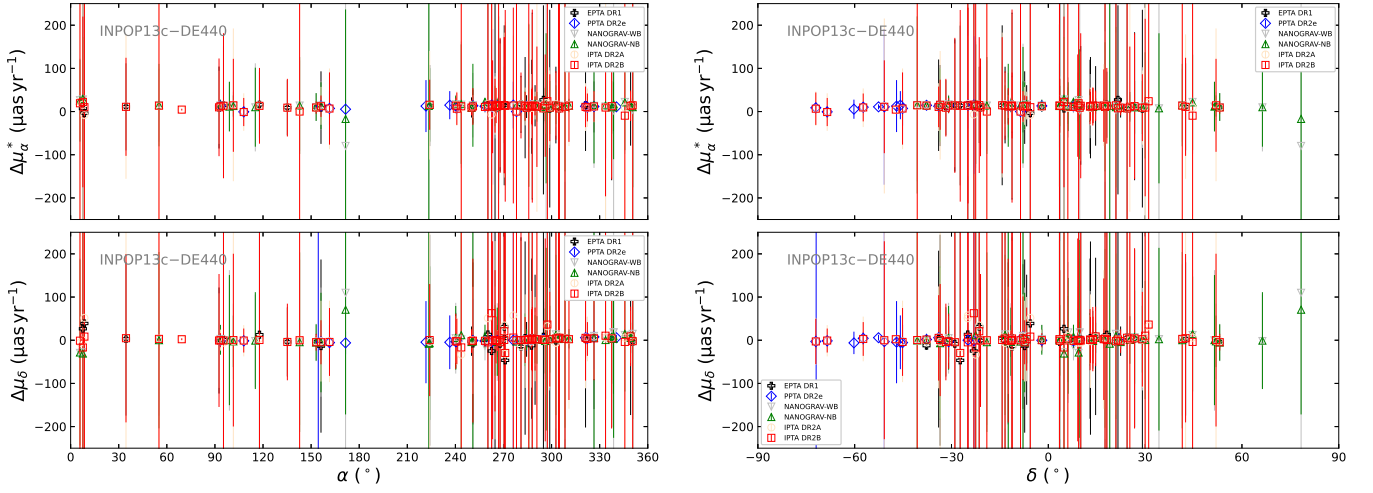 INPOP13c−DE440
EPTA DR1
PPTA DR2e
NANOGRAV-WB
NANOGRAV-NB
IPTA DR2A
IPTA DR2B
200
100
0
−100
−200
Δμ*α (μas yr−1)
INPOP13c−DE440
EPTA DR1
PPTA DR2e
NANOGRAV-WB
NANOGRAV-NB
IPTA DR2A
IPTA DR2B
200
100
0
−100
−200
Δμδ (μas yr−1)
0 30 60 90 120 150 180 210 240 270 300 330 360
α (°)
INPOP13c−DE440
EPTA DR1
PPTA DR2e
NANOGRAV-WB
NANOGRAV-NB
IPTA DR2A
IPTA DR2B
200
100
0
−100
−200
Δμ*α (μas yr−1)
INPOP13c−DE440
EPTA DR1
PPTA DR2e
NANOGRAV-WB
NANOGRAV-NB
IPTA DR2A
IPTA DR2B
200
100
0
−100
−200
Δμδ (μas yr−1)
−90 −60 −30 0 30 60 90
δ (°)